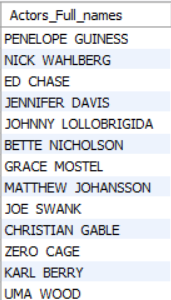 Actors_Full_names
PENELOPE GUINESS
NICK WAHLBERG
ED CHASE
JENNIFER DAVIS
JOHNNY LOLLOBRIGIDA
BETTE NICHOLSON
GRACE MOSTEL
MATTHEW JOHANSSON
JOE SWANK
CHRISTIAN GABLE
ZERO CAGE
KARL BERRY
UMA WOOD